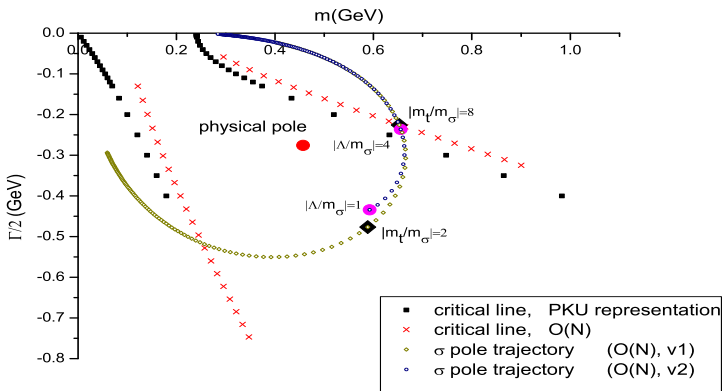 m(GeV)
0.0 0.2 0.4 0.6 0.8 1.0
0.0
-0.1
-0.2
-0.3
-0.4
-0.5
-0.6
-0.7
-0.8
Γ/2 (GeV)
|m_t/m_σ|=8
physical pole
|Λ/m_σ|=4
|Λ/m_σ|=1
|m_t/m_σ|=2
critical line, PKU representation
critical line, O(N)
σ pole trajectory (O(N), v1)
σ pole trajectory (O(N), v2)